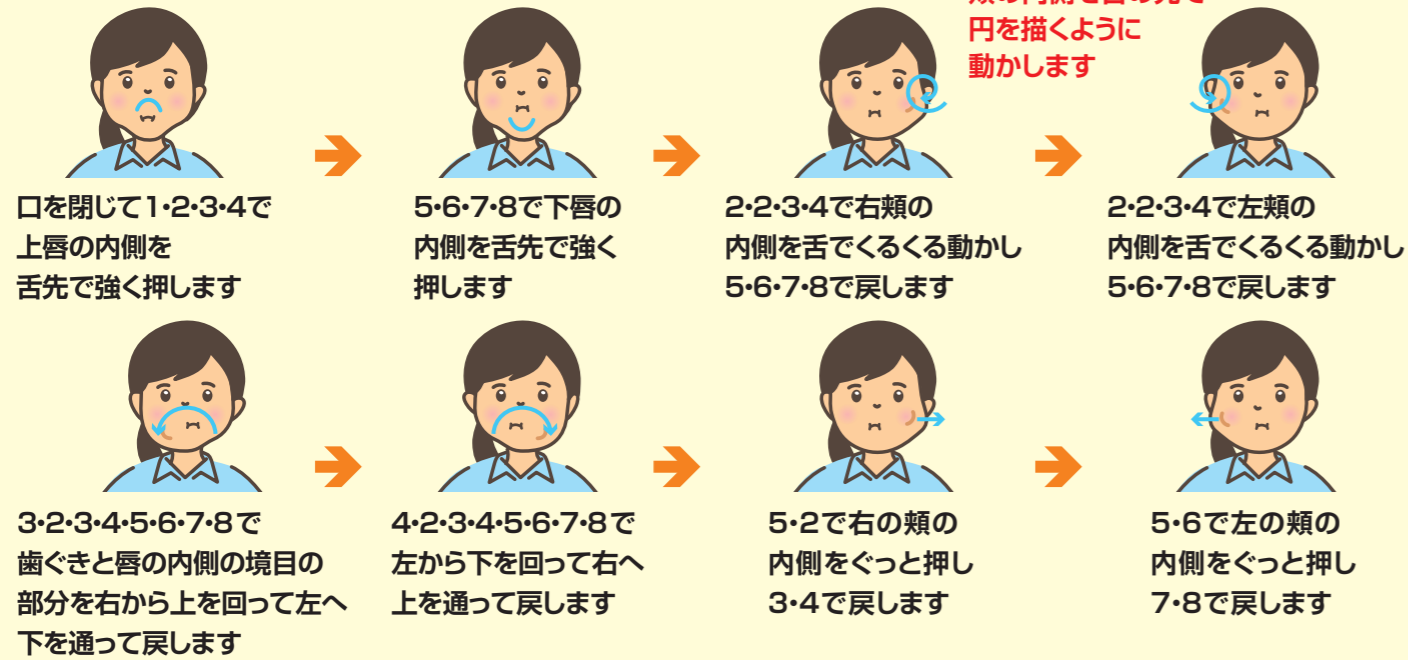 円を描くように
動かします
口を閉じて1・2・3・4で
上唇の内側を
舌先で強く押します
5・6・7・8で下唇の
内側を舌先で強く
押します
2・2・3・4で右頬の
内側を舌でくるくる動かし
5・6・7・8で戻します
2・2・3・4で左頬の
内側を舌でくるくる動かし
5・6・7・8で戻します
3・2・3・4・5・6・7・8で
歯ぐきと唇の内側の境目の
部分を右から上を回って左へ
下を通って戻します
4・2・3・4・5・6・7・8で
左から下を回って右へ
上を通って戻します
5・2で右の頬の
内側をぐっと押し
3・4で戻します
5・6で左の頬の
内側をぐっと押し
7・8で戻します